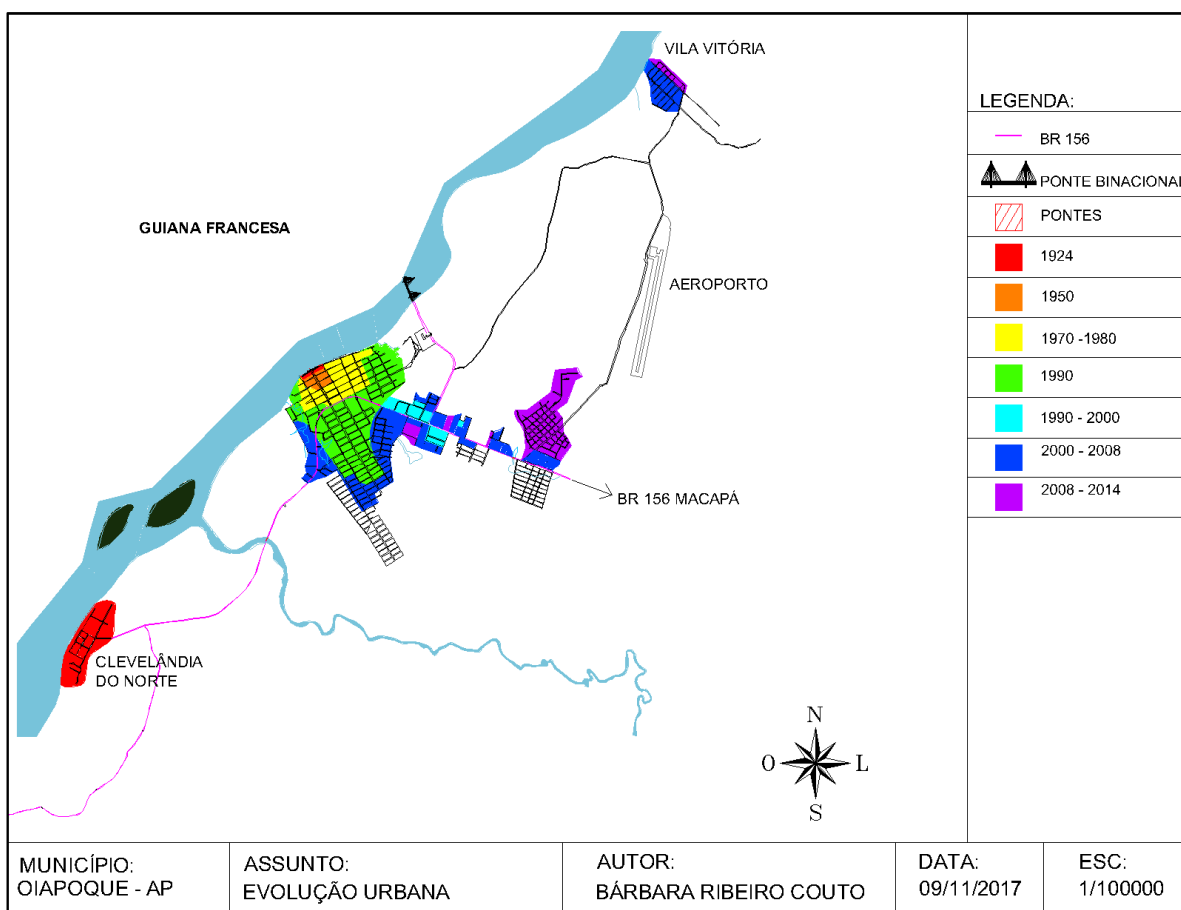 VILA VITÓRIA
GUIANA FRANCESA
AEROPORTO
BR 156 MACAPÁ
CLEVELÂNDIA
DO NORTE
N
O
L
S
LEGENDA:
BR 156
PONTE BINACIONAL
PONTES
1924
1950
1970 -1980
1990
1990 - 2000
2000 - 2008
2008 - 2014
MUNICÍPIO:
OIAPOQUE - AP
ASSUNTO:
EVOLUÇÃO URBANA
AUTOR:
BÁRBARA RIBEIRO COUTO
DATA:
09/11/2017
ESC:
1/100000